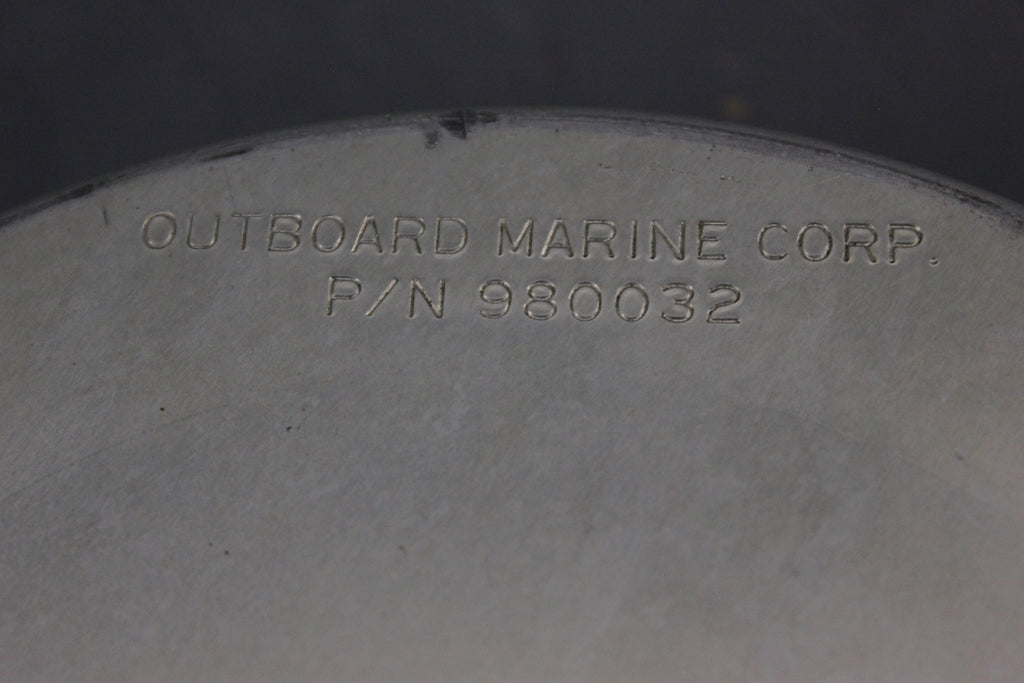 OUTBOARD MARINE CORP.
P/N 980032